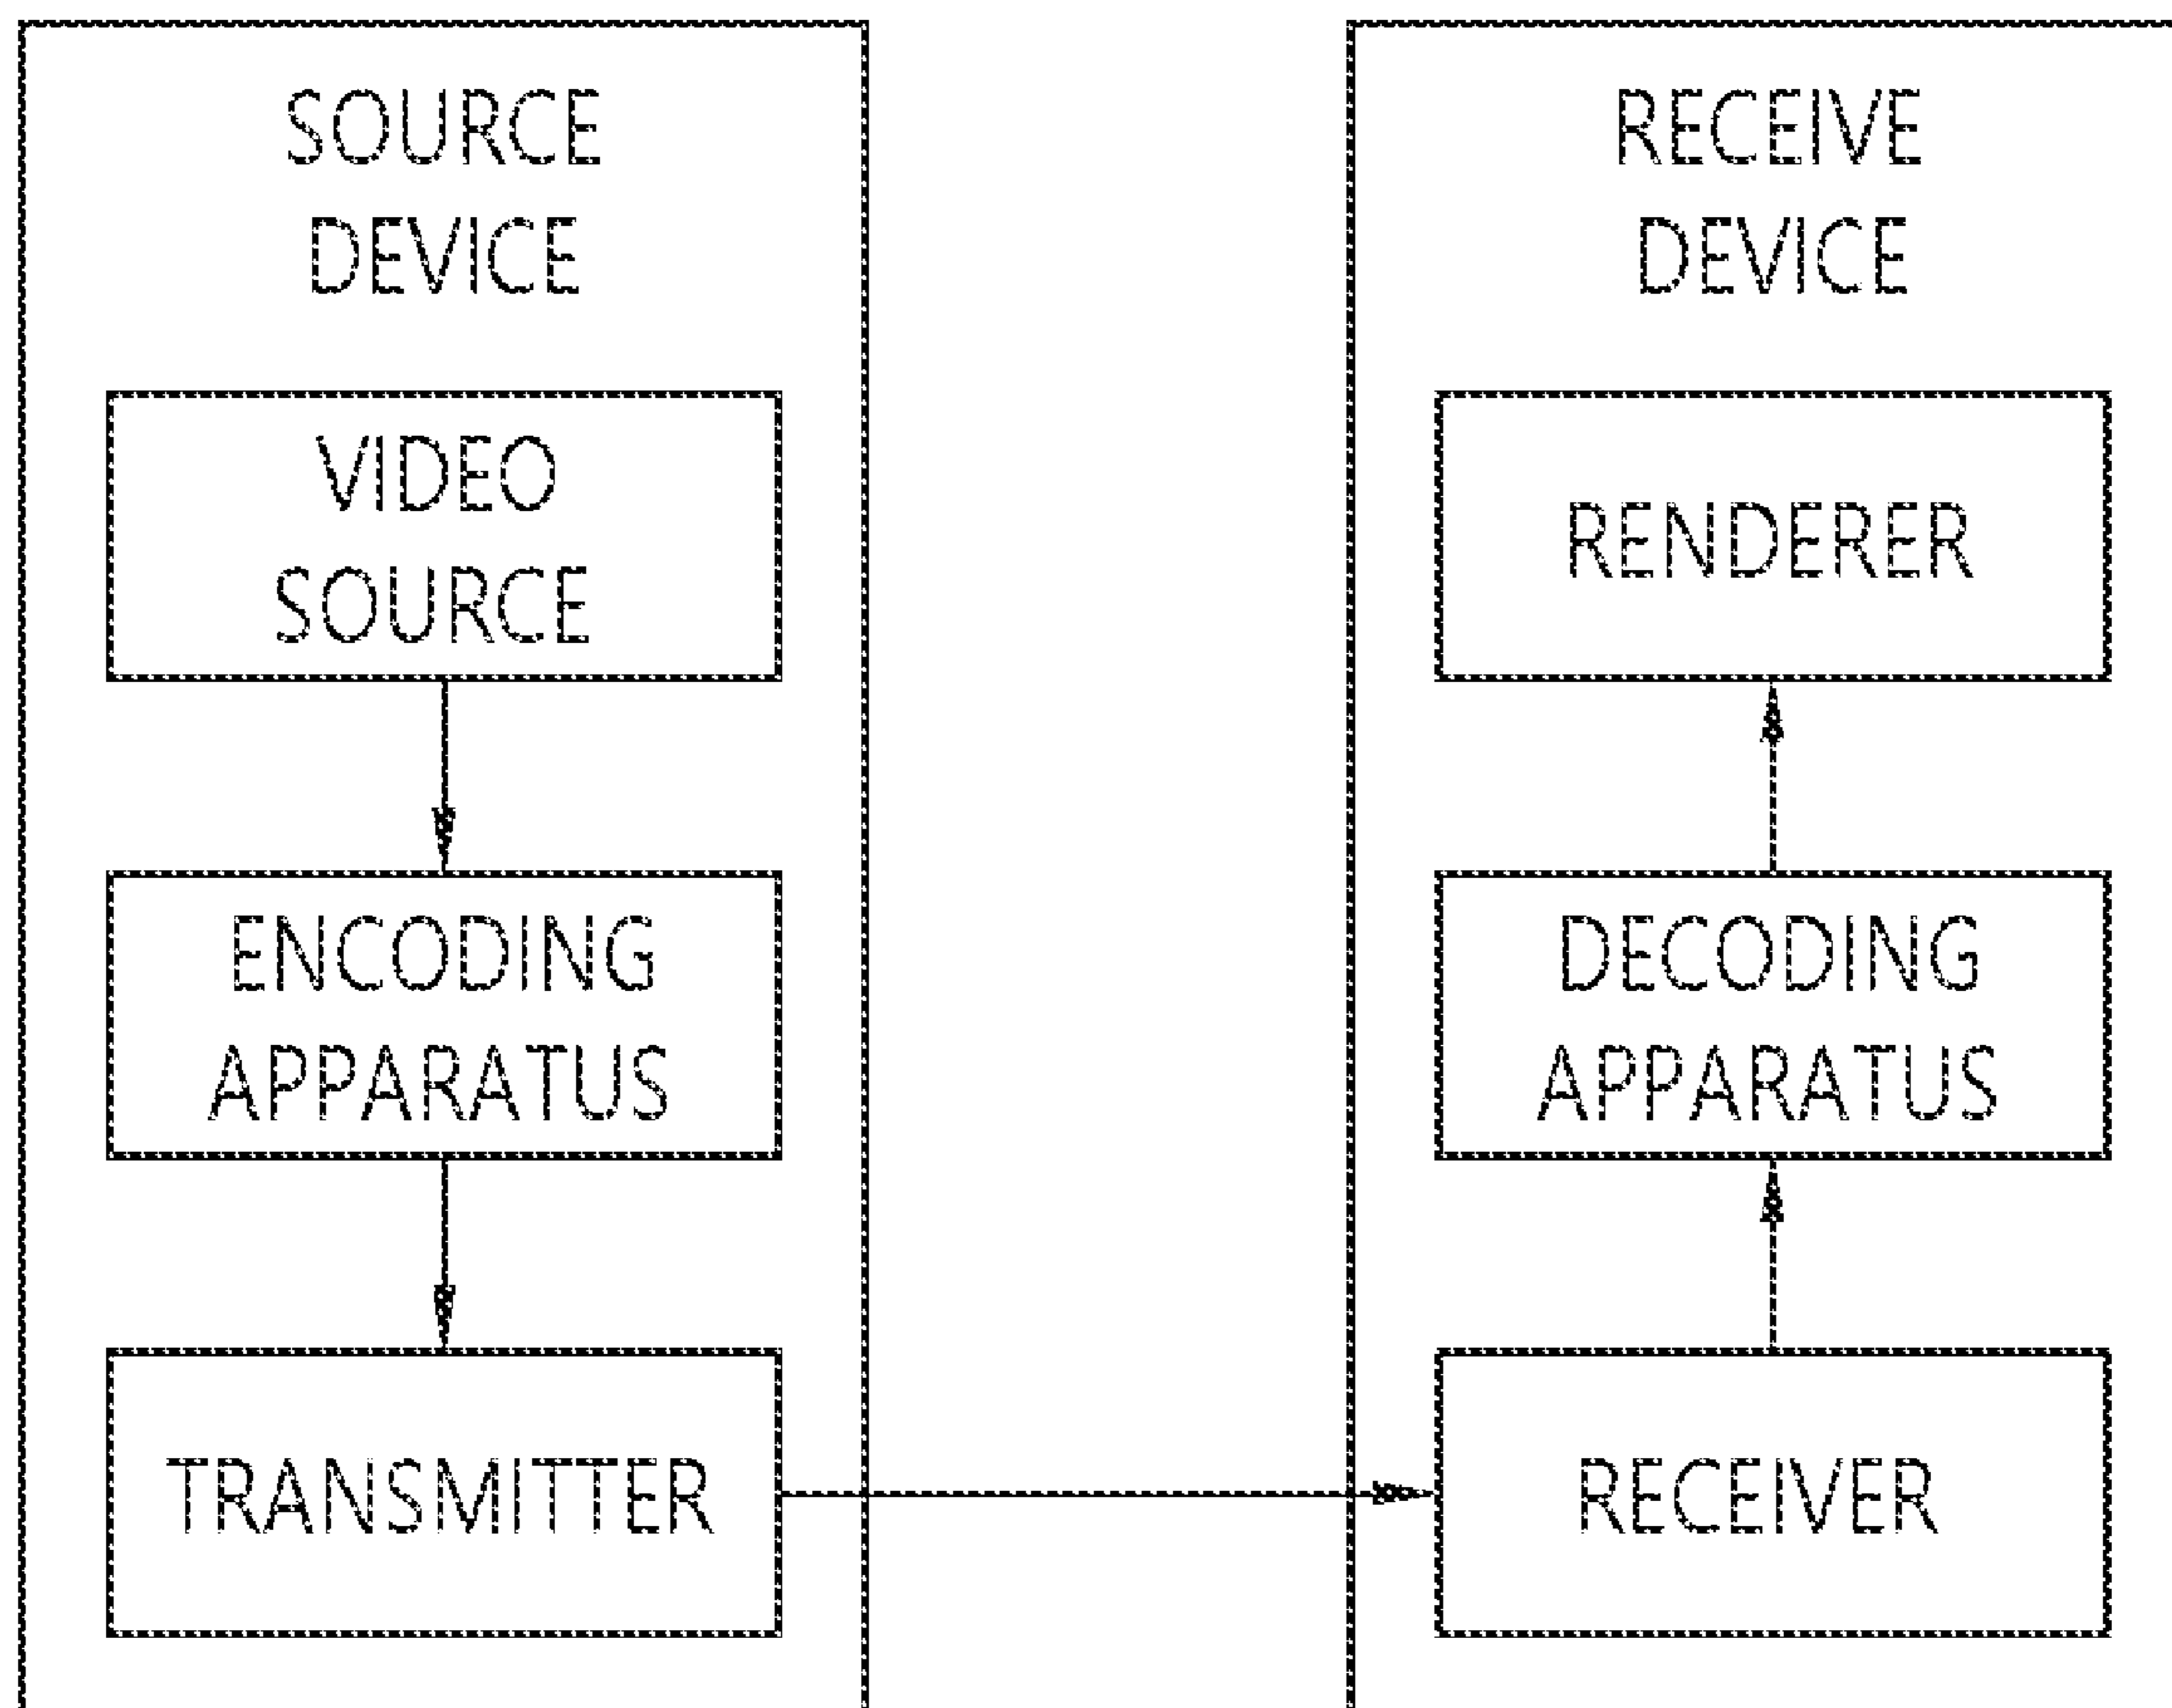 SOURCE
DEVICE
VIDEO
SOURCE
ENCODING
APPARATUS
TRANSMITTER
RECEIVE
DEVICE
RENDERER
DECODING
APPARATUS
RECEIVER